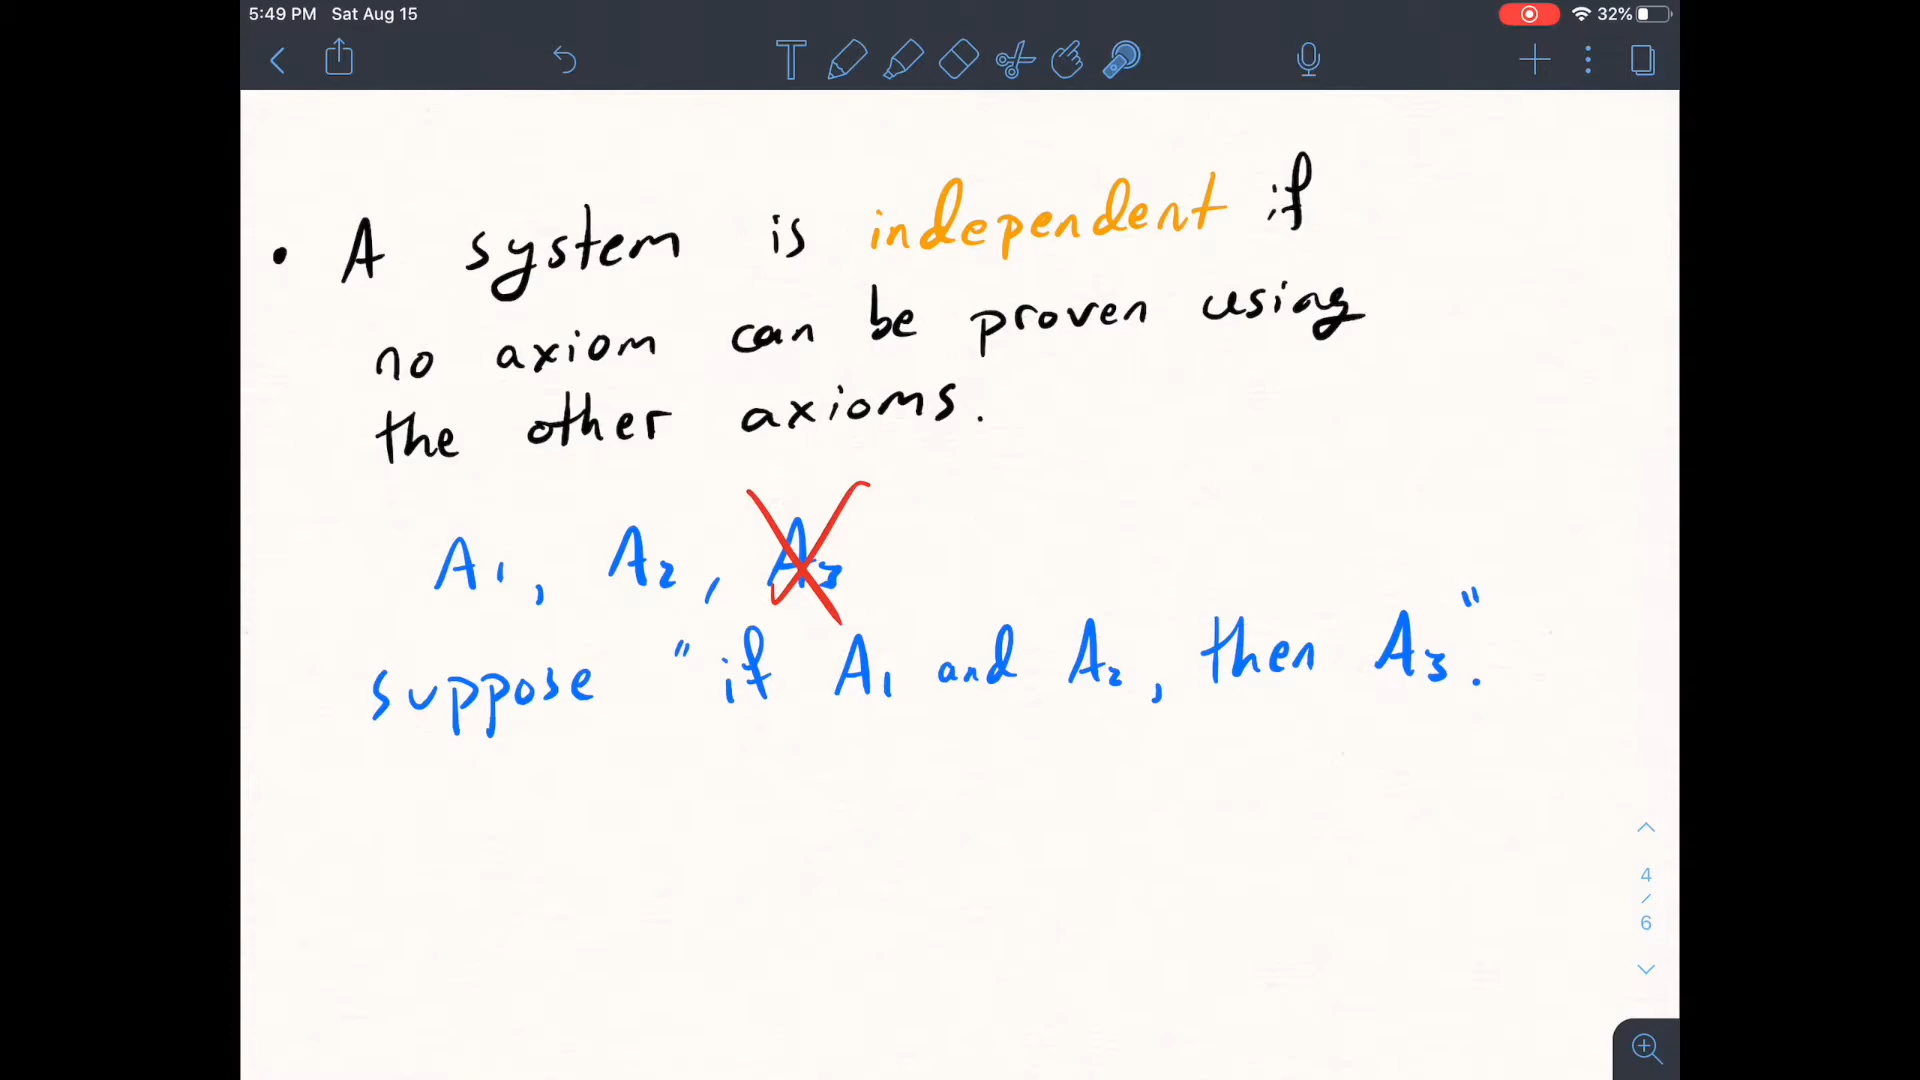 5:49 PM Sat Aug 15 32%
T
• A system is independent if
no axiom can be proven using
the other axioms.
A1, A2, A3
suppose "if A1 and A2, then A3."
4
/
6